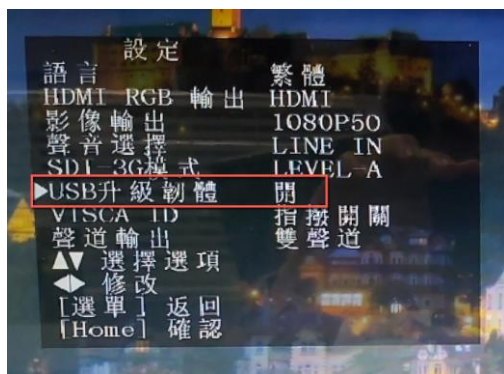 設定
語言 繁體
HDMI RGB 輸出 HDMI
影像輸出 1080P50
聲音選擇 LINE IN
SDI-3G模式 LEVEL-A
▶USB升級韌體 開
VISCA ID 指撥開關
聲道輸出 雙聲道
▲▼ 選擇選項
◀▶ 修改
[選單] 返回
[Home] 確認